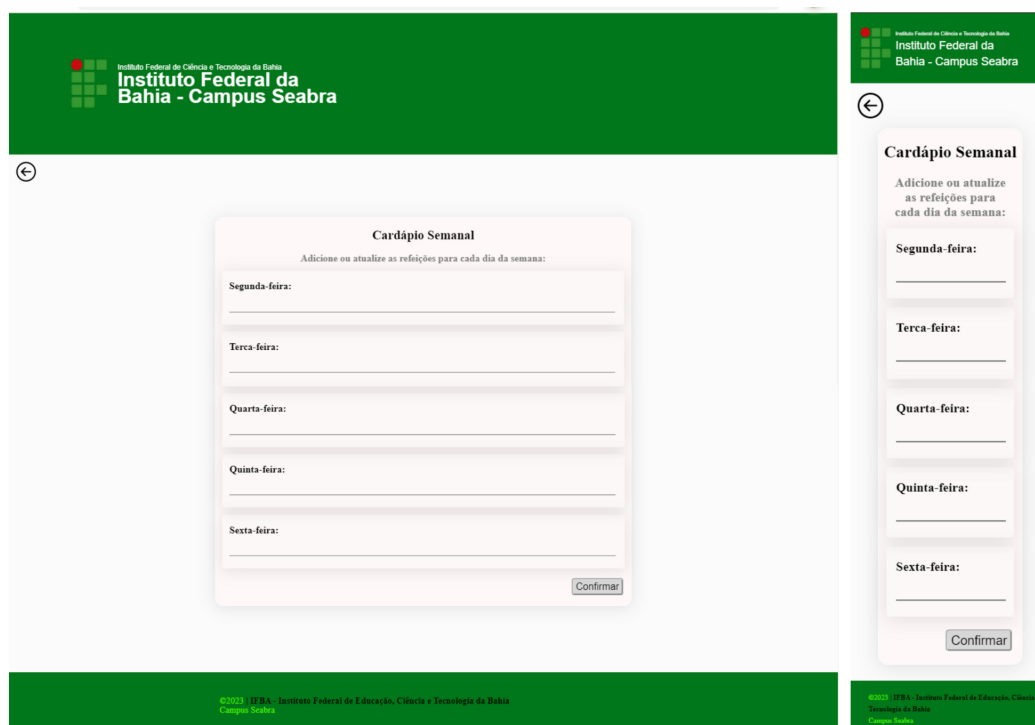 Instituto Federal de Ciência e Tecnologia da Bahia
Instituto Federal da
Bahia - Campus Seabra
Cardápio Semanal
Adicione ou atualize as refeições para cada dia da semana:
Segunda-feira:
Terca-feira:
Quarta-feira:
Quinta-feira:
Sexta-feira:
Confirmar
©2023 | IFBA - Instituto Federal de Educação, Ciência e Tecnologia da Bahia
Campus Seabra
Instituto Federal de Ciência e Tecnologia da Bahia
Instituto Federal da
Bahia - Campus Seabra
Cardápio Semanal
Adicione ou atualize
as refeições para
cada dia da semana:
Segunda-feira:
Terca-feira:
Quarta-feira:
Quinta-feira:
Sexta-feira:
Confirmar
©2023 | IFBA - Instituto Federal de Educação, Ciência
Tecnologia da Bahia
Campus Seabra